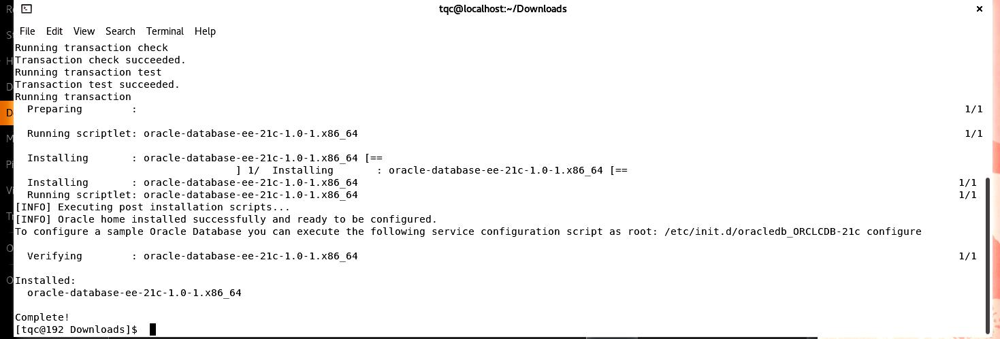 tqc@localhost:~/Downloads
×
File Edit View Search Terminal Help
Running transaction check
Transaction check succeeded.
Running transaction test
Transaction test succeeded.
Running transaction
  Preparing        :                                                                                                                                       1/1
  Running scriptlet: oracle-database-ee-21c-1.0-1.x86_64                                                                                                   1/1
  Installing       : oracle-database-ee-21c-1.0-1.x86_64 [==
                                    ] 1/  Installing       : oracle-database-ee-21c-1.0-1.x86_64 [==
  Installing       : oracle-database-ee-21c-1.0-1.x86_64                                                                                                  1/1
  Running scriptlet: oracle-database-ee-21c-1.0-1.x86_64                                                                                                  1/1
[INFO] Executing post installation scripts...
[INFO] Oracle home installed successfully and ready to be configured.
To configure a sample Oracle Database you can execute the following service configuration script as root: /etc/init.d/oracledb_ORCLCDB-21c configure
  Verifying        : oracle-database-ee-21c-1.0-1.x86_64                                                                                                  1/1
Installed:
  oracle-database-ee-21c-1.0-1.x86_64
Complete!
[tqc@192 Downloads]$